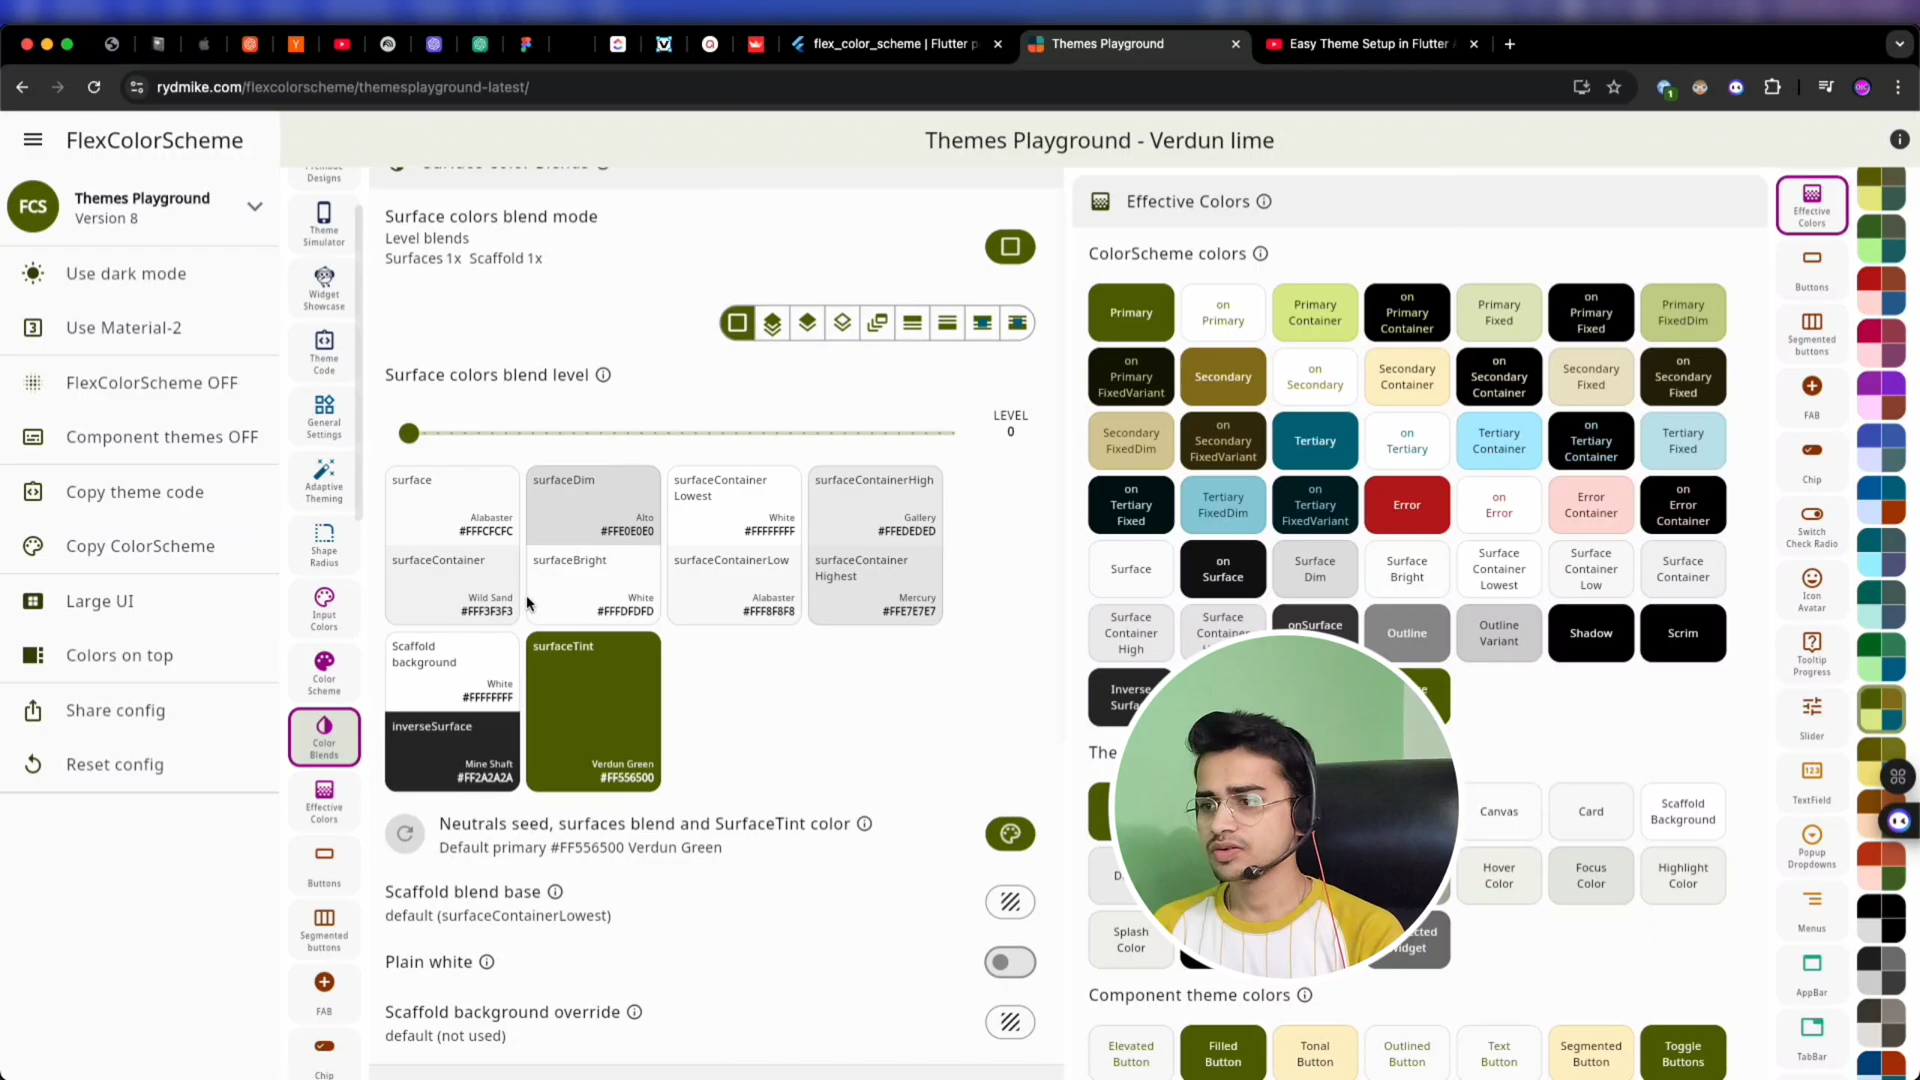 flex_color_scheme | Flutter p
Themes Playground
Easy Theme Setup in Flutter
rydmike.com/flexcolorscheme/themesplayground-latest/
1
FlexColorScheme
Themes Playground - Verdun lime
FCS
Themes Playground
Version 8
Use dark mode
3
Use Material-2
FlexColorScheme OFF
Component themes OFF
Copy theme code
Copy ColorScheme
Large UI
Colors on top
Share config
Reset config
Designs
Theme
Simulator
Widget
Showcase
Theme
Code
General
Settings
Adaptive
Theming
Shape
Radius
Input
Colors
Color
Scheme
Color
Blends
Effective
Colors
Buttons
Segmented
buttons
FAB
Chip
Surface colors blend mode
Level blends
Surfaces 1x Scaffold 1x
Surface colors blend level
LEVEL
0
surface
Alabaster
#FFFCFCFC
surfaceDim
Alto
#FFE0E0E0
surfaceContainer
Lowest
White
#FFFFFFFF
surfaceContainerHigh
Gallery
#FFEDEDED
surfaceContainer
Wild Sand
#FFF3F3F3
surfaceBright
White
#FFFDFDFD
surfaceContainerLow
Alabaster
#FFF8F8F8
surfaceContainer
Highest
Mercury
#FFE7E7E7
Scaffold
background
White
#FFFFFFFF
surfaceTint
Verdun Green
#FF556500
inverseSurface
Mine Shaft
#FF2A2A2A
Neutrals seed, surfaces blend and SurfaceTint color
Default primary #FF556500 Verdun Green
Scaffold blend base
default (surfaceContainerLowest)
Plain white
Scaffold background override
default (not used)
Effective Colors
ColorScheme colors
Primary
on
Primary
Primary
Container
on
Primary
Container
Primary
Fixed
on
Primary
Fixed
Primary
FixedDim
on
Primary
FixedVariant
Secondary
on
Secondary
Secondary
Container
on
Secondary
Container
Secondary
Fixed
on
Secondary
Fixed
Secondary
FixedDim
on
Secondary
FixedVariant
Tertiary
on
Tertiary
Tertiary
Container
on
Tertiary
Container
Tertiary
Fixed
on
Tertiary
Fixed
Tertiary
FixedDim
on
Tertiary
FixedVariant
Error
on
Error
Error
Container
on
Error
Container
Surface
on
Surface
Surface
Dim
Surface
Bright
Surface
Container
Lowest
Surface
Container
Low
Surface
Container
Surface
Container
High
Surface
onSurface
Outline
Outline
Variant
Shadow
Scrim
Inverse
The
Canvas
Card
Scaffold
Background
Hover
Color
Focus
Color
Highlight
Color
Splash
Color
Component theme colors
Elevated
Button
Filled
Button
Tonal
Button
Outlined
Button
Text
Button
Segmented
Button
Toggle
Buttons
Effective
Colors
Buttons
Segmented
buttons
FAB
Chip
Switch
Check Radio
Icon
Avatar
Tooltip
Progress
Slider
123
TextField
Popup
Dropdowns
Menus
AppBar
TabBar